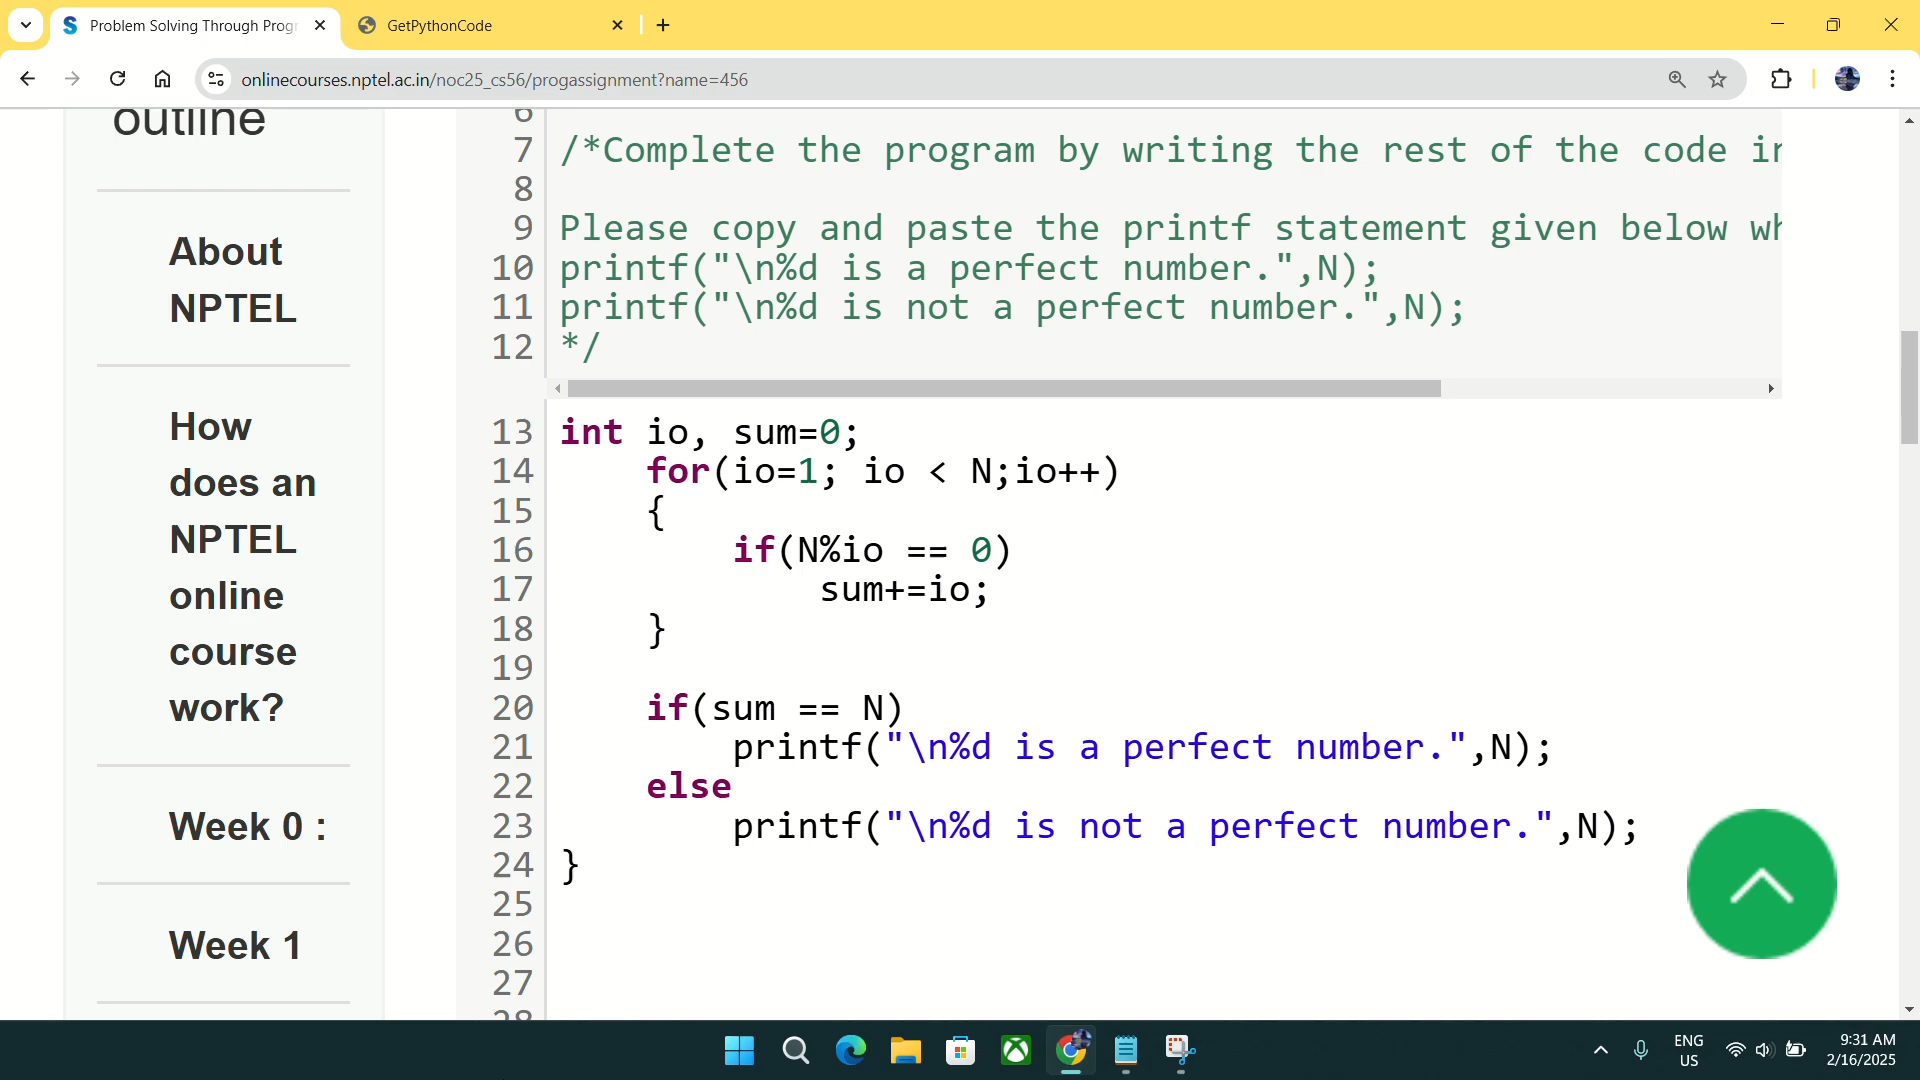 Problem Solving Through Progr
GetPythonCode
onlinecourses.nptel.ac.in/noc25_cs56/progassignment?name=456
outline
About
NPTEL
How
does an
NPTEL
online
course
work?
Week 0 :
Week 1
6
7 /*Complete the program by writing the rest of the code in
8
9 Please copy and paste the printf statement given below wh
10 printf("\n%d is a perfect number.",N);
11 printf("\n%d is not a perfect number.",N);
12 */
13 int io, sum=0;
14 for(io=1; io < N;io++)
15 {
16 if(N%io == 0)
17 sum+=io;
18 }
19
20 if(sum == N)
21 printf("\n%d is a perfect number.",N);
22 else
23 printf("\n%d is not a perfect number.",N);
24 }
25
26
27
28
ENG
US
9:31 AM
2/16/2025